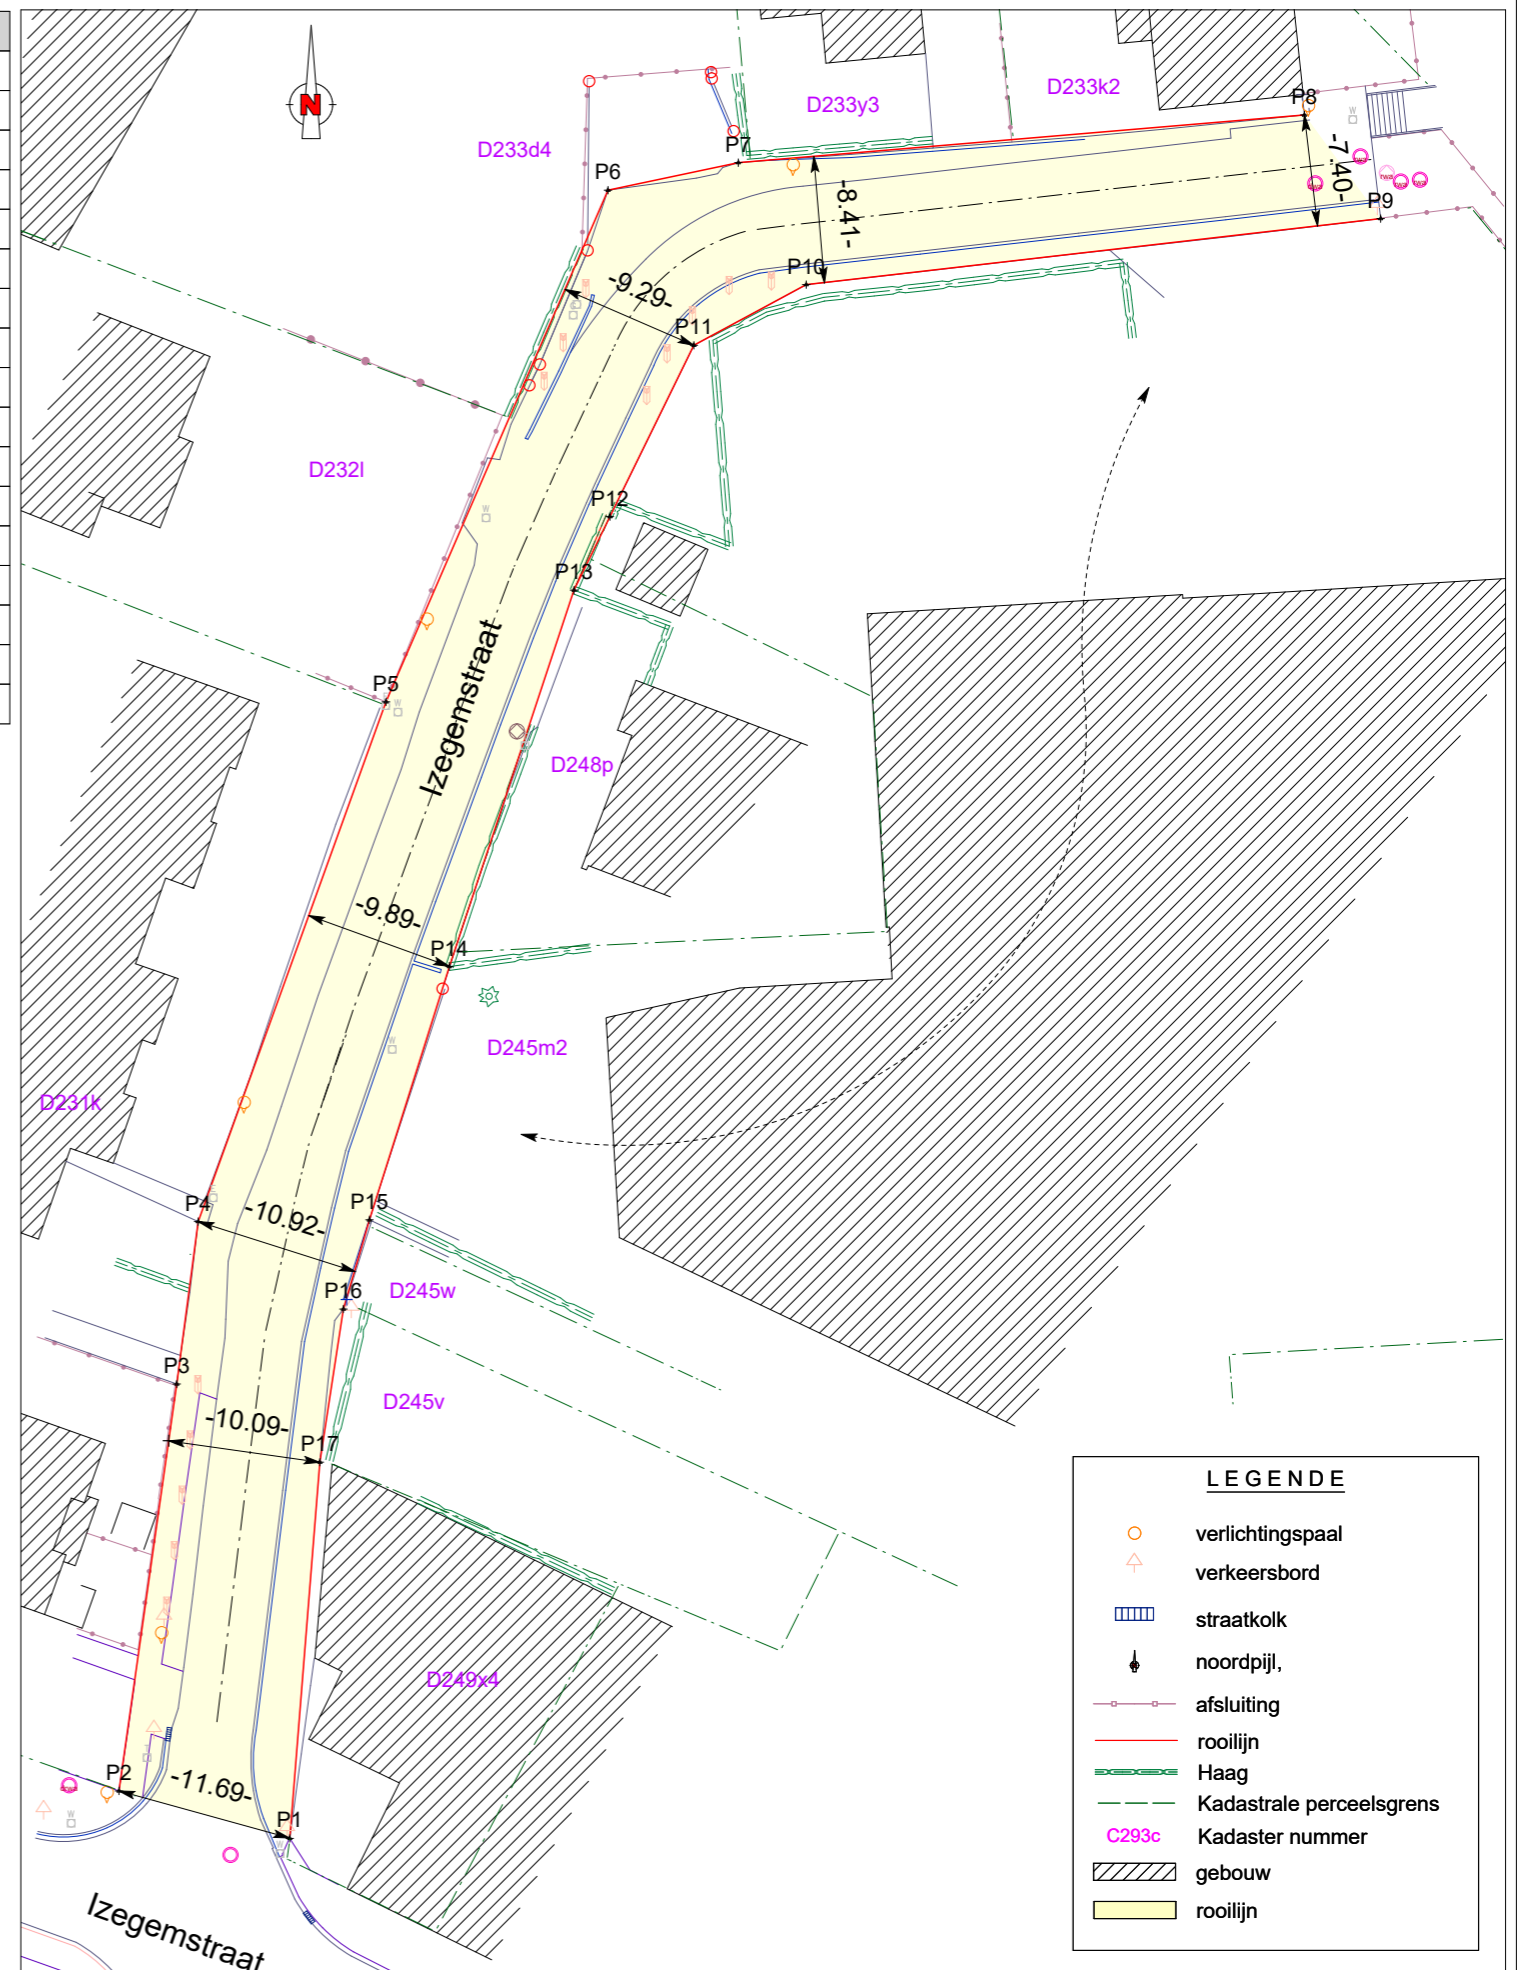 N
D233y3
D233k2
P8
D233d4
P7
-7.40-
P6
-8.41-
P9
P10
-9.29-
P11
D232l
P12
P13
Izegemstraat
P5
D248p
-9.89-
P14
D245m2
D231k
P4
-10.92-
P15
P16
D245w
P3
D245v
-10.09-
P17
D249x4
P2
-11.69-
P1
Izegemstraat
LEGENDE
verlichtingspaal
verkeersbord
straatkolk
noordpijl,
afsluiting
rooilijn
Haag
Kadastrale perceelsgrens
C293c Kadaster nummer
gebouw
rooilijn